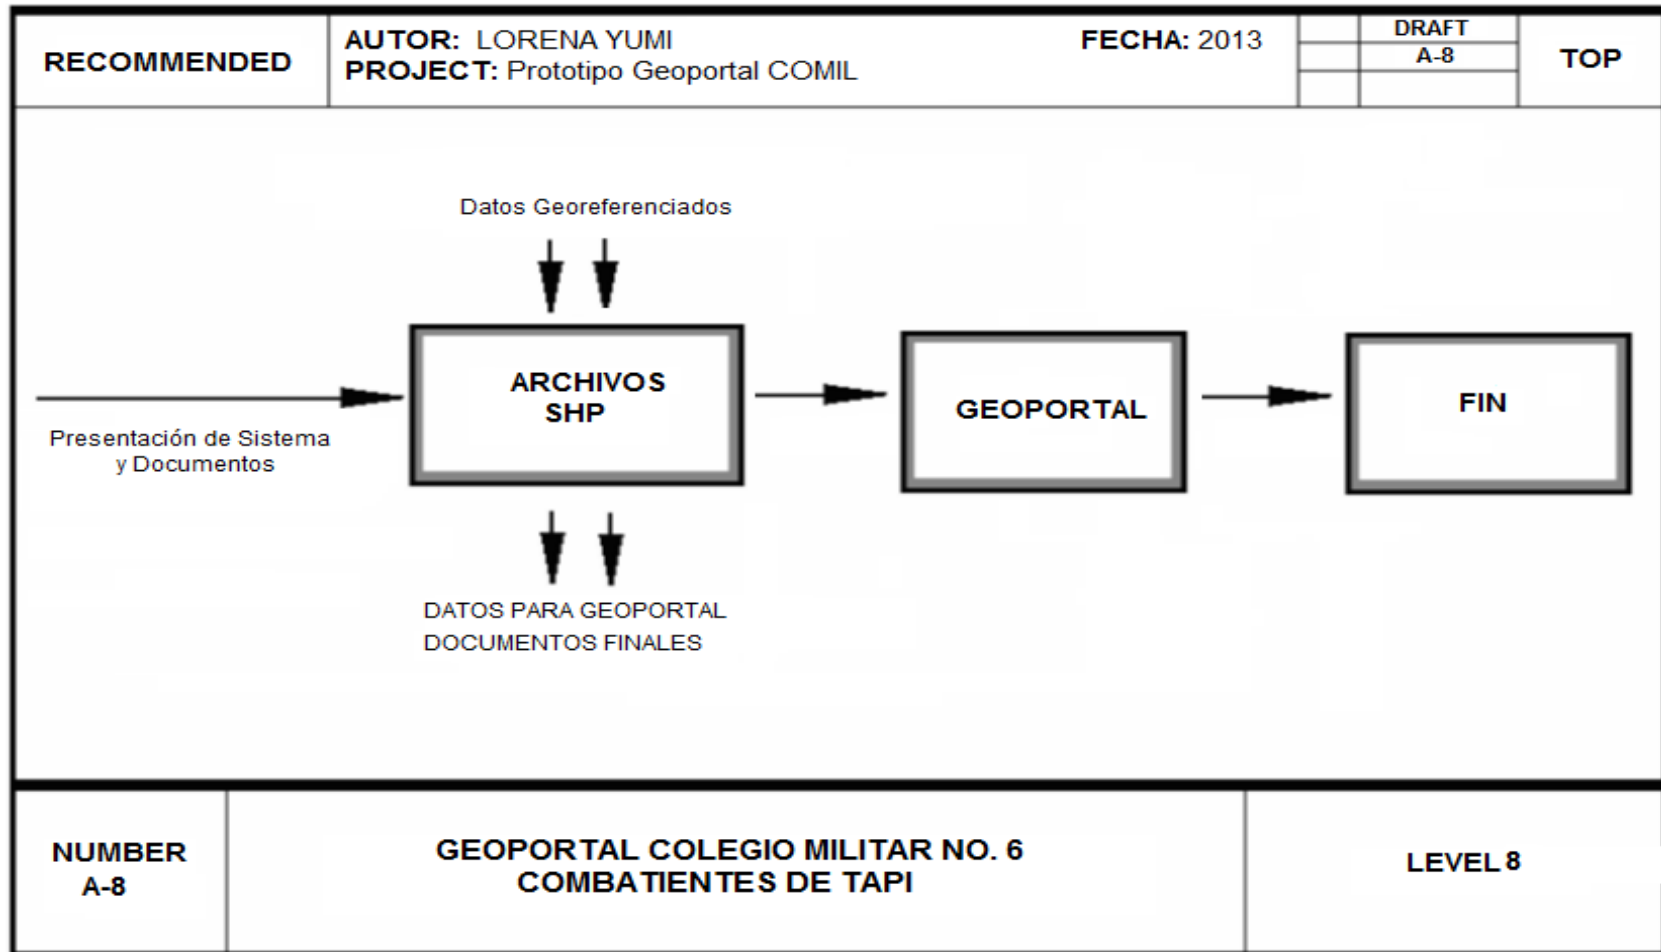 RECOMMENDED
AUTOR: LORENA YUMI
PROJECT: Prototipo Geoportal COMIL
FECHA: 2013
DRAFT
A-8
TOP
Datos Georeferenciados
ARCHIVOS
SHP
GEOPORTAL
FIN
Presentación de Sistema
y Documentos
DATOS PARA GEOPORTAL
DOCUMENTOS FINALES
NUMBER
A-8
GEOPORTAL COLEGIO MILITAR NO. 6
COMBATIENTES DE TAPI
LEVEL 8